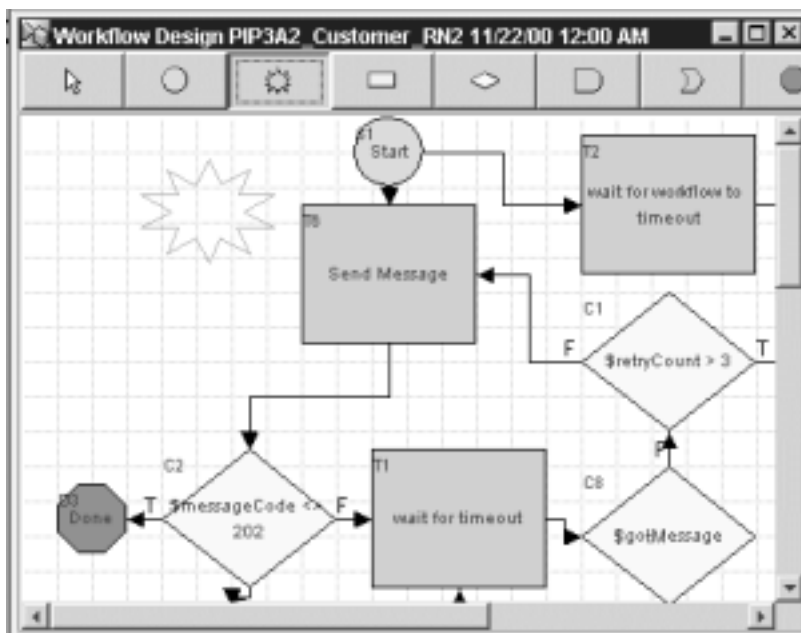 Workflow Design PIP3A2_Customer_RN2 11/22/00 12:00 AM
Start
T2
wait for workflow to
timeout
Send Message
C1
F
$retryCount > 3
T
F
C2
T
$messageCode <>
202
F
T1
wait for timeout
C8
$gotMessage
Done